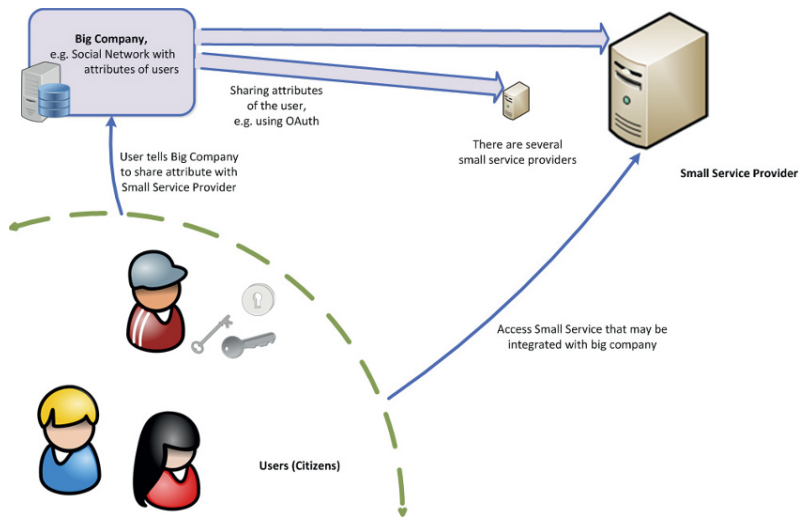 Big Company,
e.g. Social Network with
attributes of users
Sharing attributes
of the user,
e.g. using OAuth
There are several
small service providers
Small Service Provider
User tells Big Company
to share attribute with
Small Service Provider
Access Small Service that may be
integrated with big company
Users (Citizens)